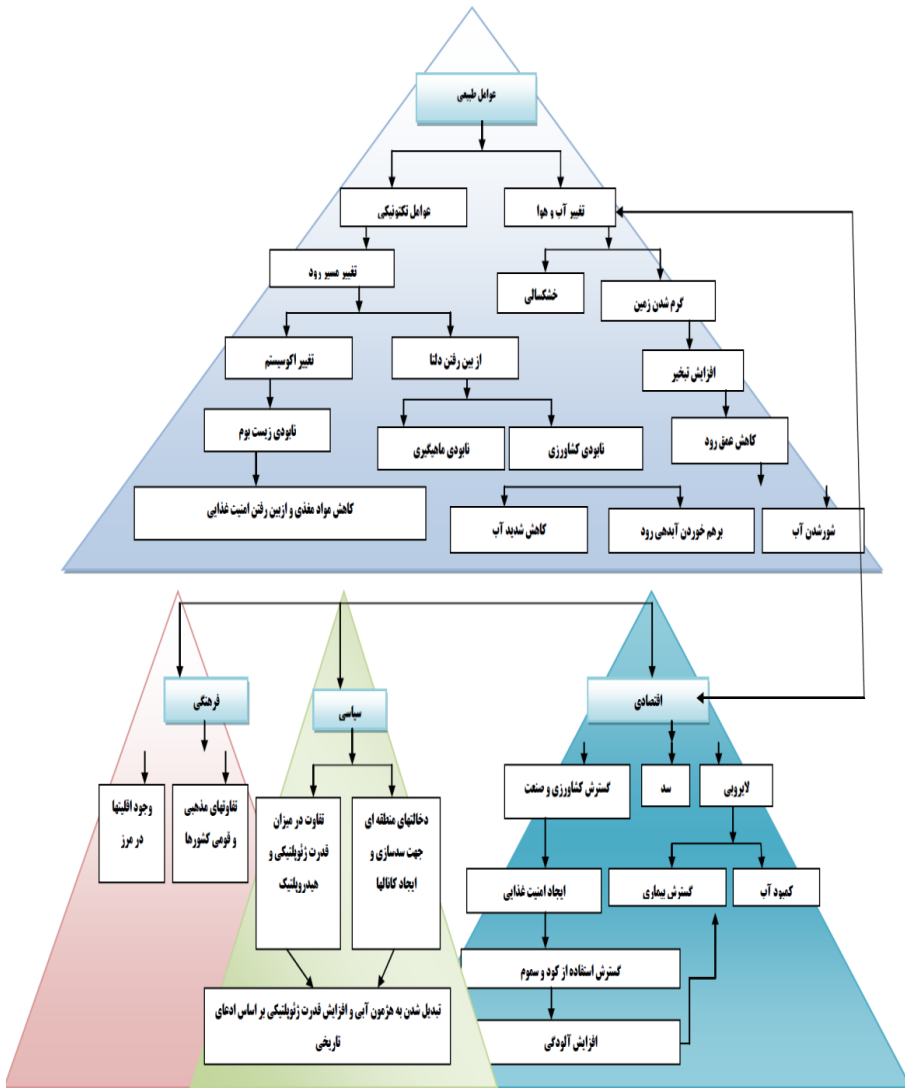 عوامل طبیعی
تغییر آب و هوا
عوامل تکتونیکی
تغییر مسیر رود
خشکسالی
گرم شدن زمین
تغییر اکوسیستم
از بین رفتن دلتا
افزایش تبخیر
نابودی زیست بوم
نابودی ماهیگیری
نابودی کشاورزی
کاهش عمق رود
کاهش مواد مغذی و ازبین رفتن امنیت غذایی
کاهش شدید آب
برهم خوردن آبدهی رود
شورشدن آب
اقتصادی
سیاسی
فرهنگی
لایروبی
سد
گسترش کشاورزی و صنعت
کمبود آب
گسترش بیماری
ایجاد امنیت غذایی
گسترش استفاده از کود و سموم
افزایش آلودگی
دخالتهای منطقه ای
جهت سدسازی و
ایجاد کانالها
تفاوت در میزان
قدرت ژئوپلتیکی و
هیدروپلتیک
تبدیل شدن به هژمون آبی و افزایش قدرت ژئوپلتیکی بر اساس ادعای
تاریخی
تفاوتهای مذهبی
و قومی کشورها
وجود اقلیتها
در مرز